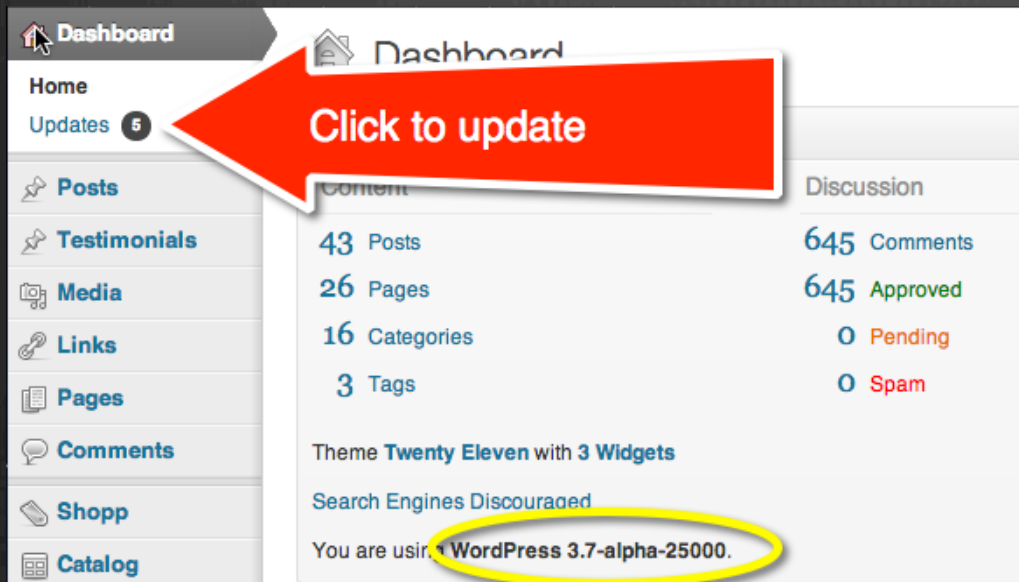 Dashboard
Home
Updates 5
Posts
Testimonials
Media
Links
Pages
Comments
Shopp
Catalog
Dashboard
Click to update
Content
43 Posts
26 Pages
16 Categories
3 Tags
Discussion
645 Comments
645 Approved
0 Pending
0 Spam
Theme Twenty Eleven with 3 Widgets
Search Engines Discouraged
You are using WordPress 3.7-alpha-25000.